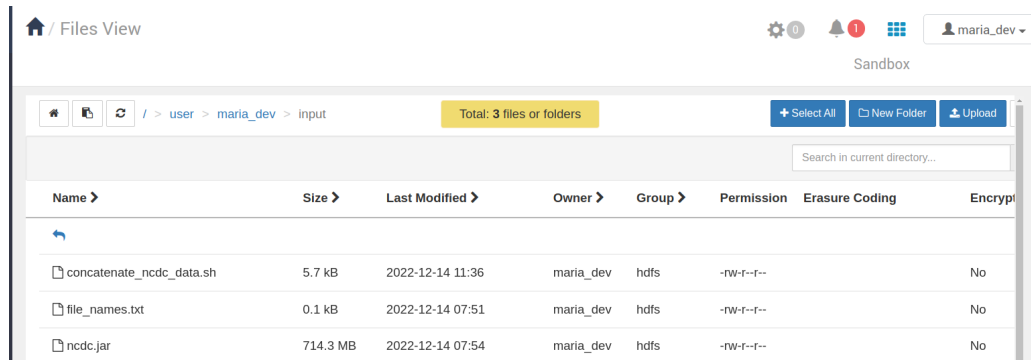 / Files View
0
1
maria_dev
Sandbox
/ > user > maria_dev > input
Total: 3 files or folders
Select All
New Folder
Upload
Search in current directory...
Name Size Last Modified Owner Group Permission Erasure Coding Encrypt
concatenate_ncdc_data.sh 5.7 kB 2022-12-14 11:36 maria_dev hdfs -rw-r--r-- No
file_names.txt 0.1 kB 2022-12-14 07:51 maria_dev hdfs -rw-r--r-- No
ncdc.jar 714.3 MB 2022-12-14 07:54 maria_dev hdfs -rw-r--r-- No